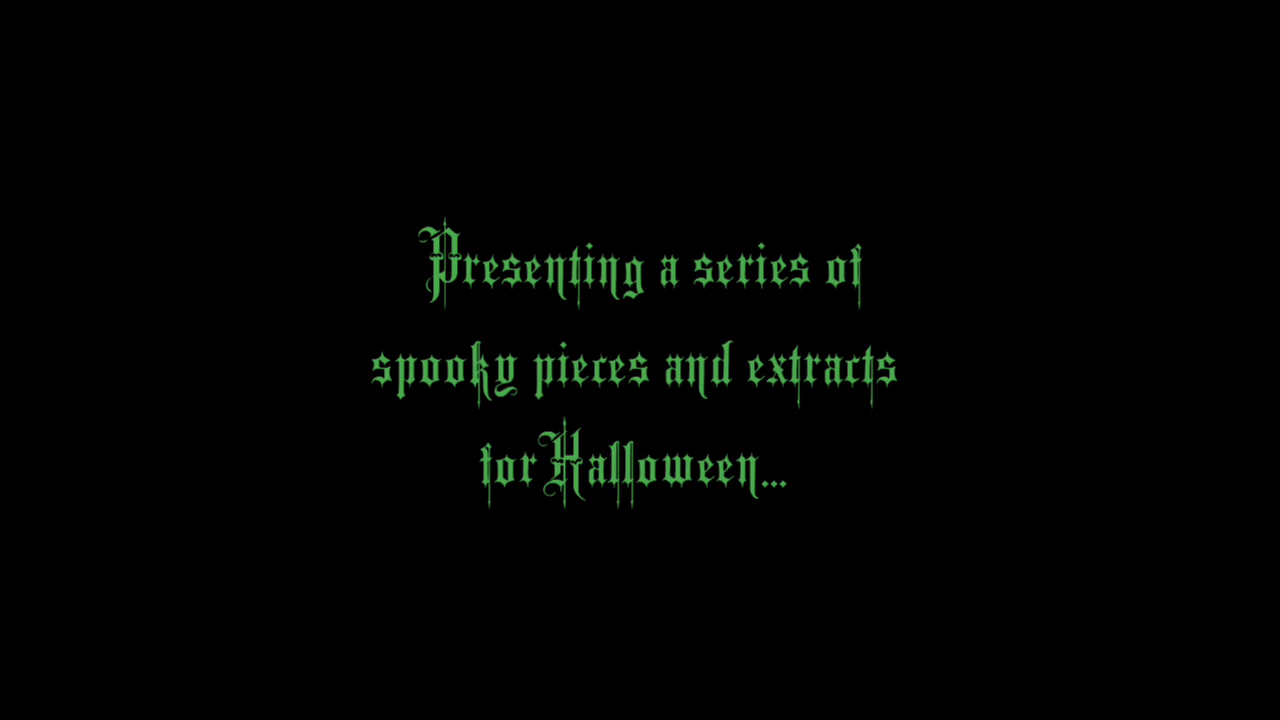 Presenting a series of
spooky pieces and extracts
for Halloween...